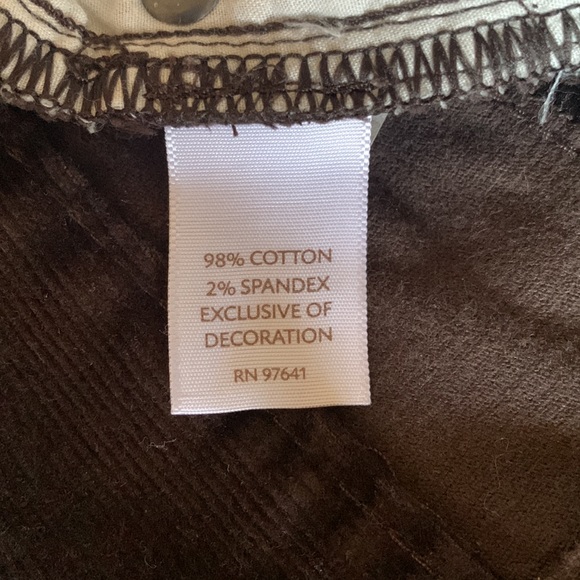 98% COTTON
2% SPANDEX
EXCLUSIVE OF
DECORATION
RN 97641